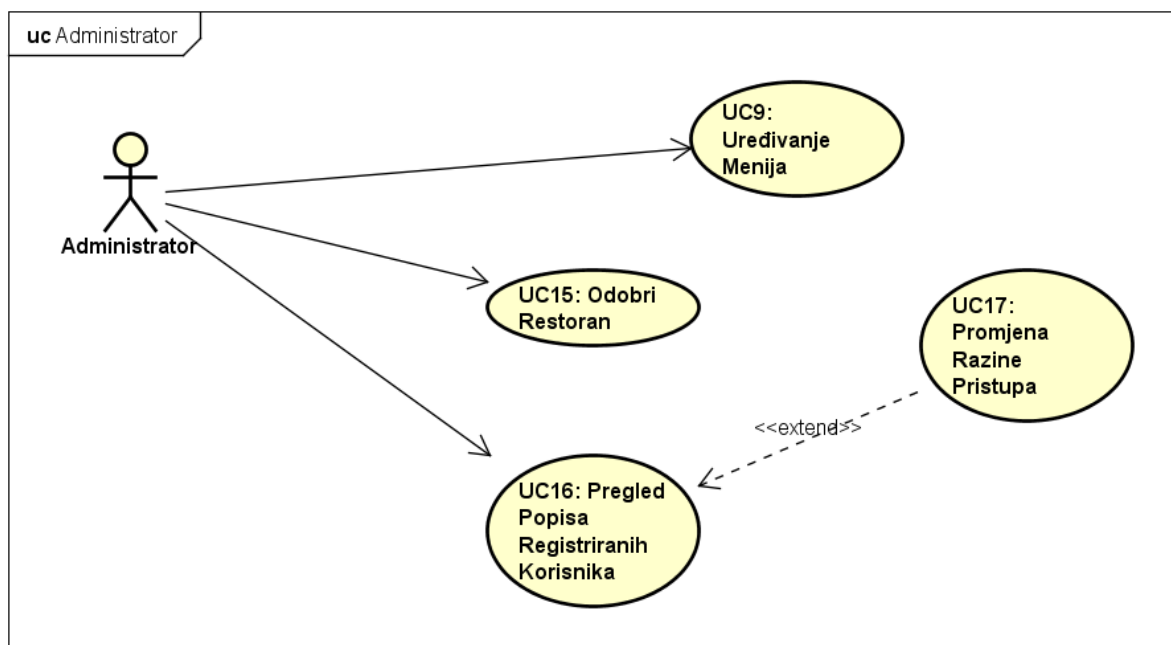 uc Administrator
UC9:
Uređivanje
Menija
Administrator
UC15: Odobri
Restoran
UC17:
Promjena
Razine
Pristupa
<<extend>>
UC16: Pregled
Popisa
Registriranih
Korisnika